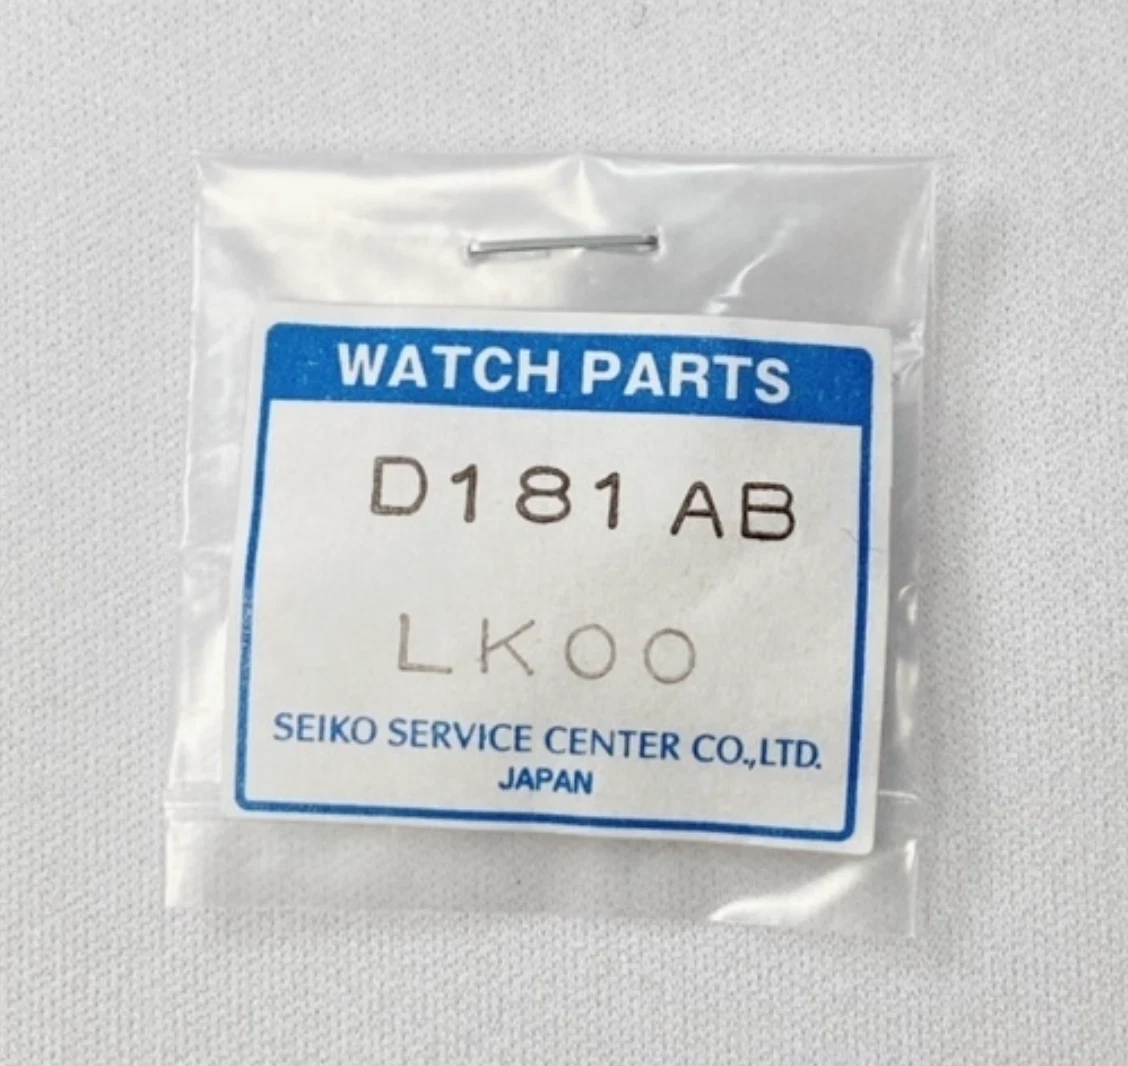 WATCH PARTS
D181 AB
LK00
SEIKO SERVICE CENTER CO.,LTD.
JAPAN